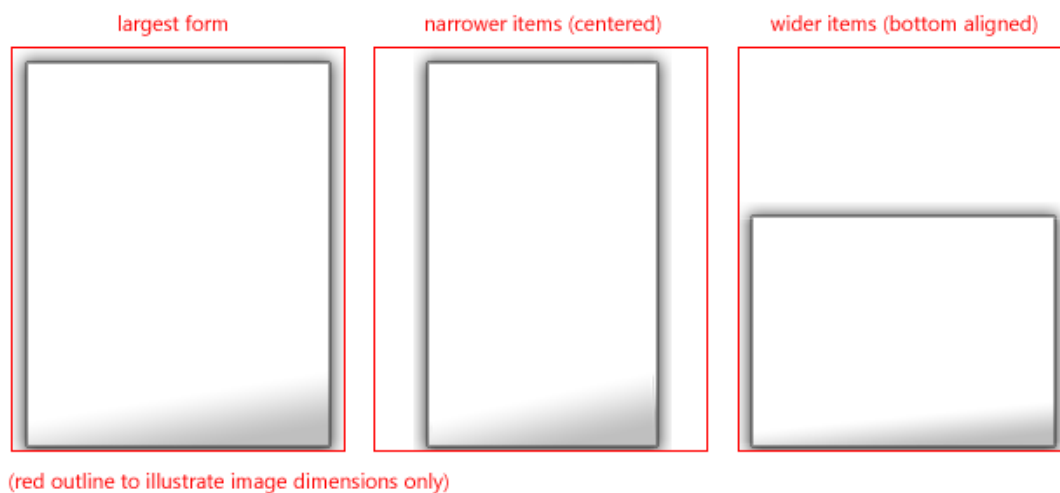 largest form
narrower items (centered)
wider items (bottom aligned)
(red outline to illustrate image dimensions only)